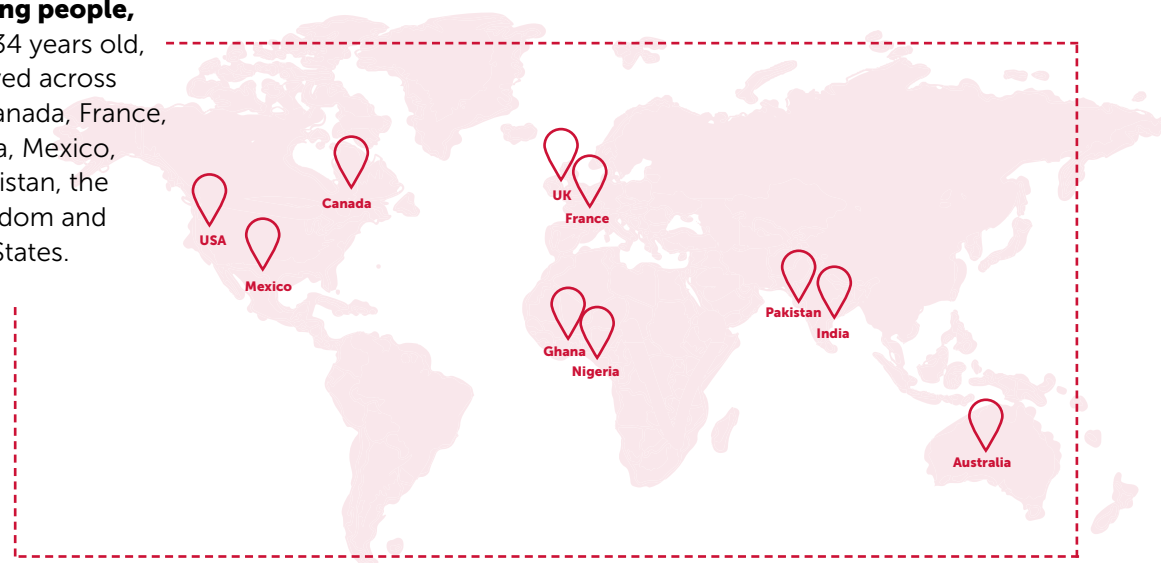 ng people,
34 years old,
ed across
anada, France,
a, Mexico,
istan, the
dom and
States.
UK
France
Canada
USA
Mexico
Pakistan
India
Ghana
Nigeria
Australia